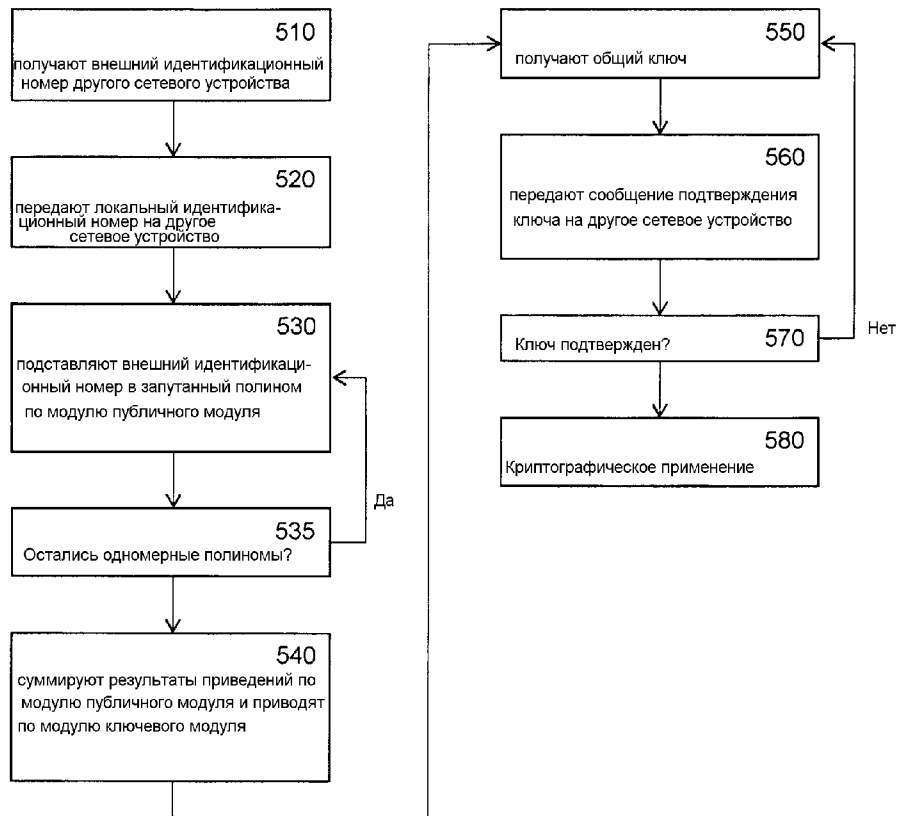 510
получают внешний идентификационный
номер другого сетевого устройства
520
передают локальный идентифика-
ционный номер на другое
сетевое устройство
530
подставляют внешний идентификаци-
онный номер в запутанный полином
по модулю публичного модуля
Да
535
Остались одномерные полиномы?
540
суммируют результаты приведений по
модулю публичного модуля и приводят
по модулю ключевого модуля
550
получают общий ключ
560
передают сообщение подтверждения
ключа на другое сетевое устройство
570
Ключ подтвержден?
Нет
580
Криптографическое применение